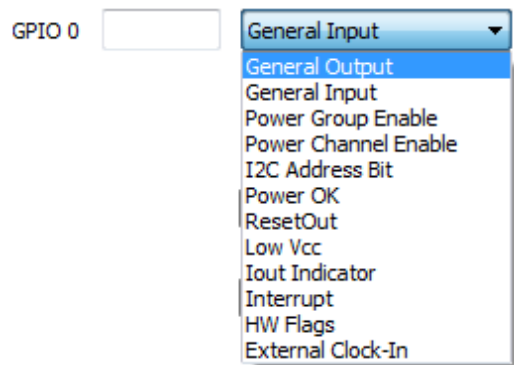 GPIO 0 General Input
General Output
General Input
Power Group Enable
Power Channel Enable
I2C Address Bit
Power OK
ResetOut
Low Vcc
Iout Indicator
Interrupt
HW Flags
External Clock-In